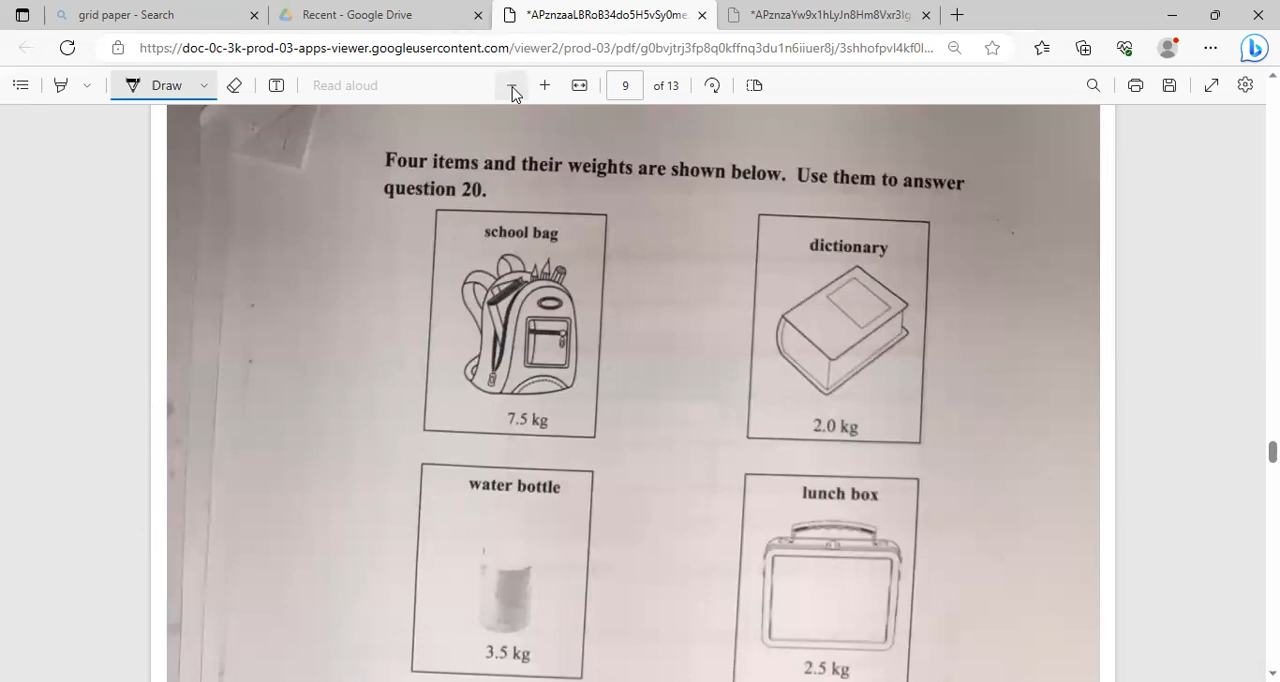 grid paper - Search
Recent - Google Drive
*APznzaaLBRoB34do5H5vSy0me
*APznzaYw9x1hLyJn8Hm8Vxr3Ig
https://doc-0c-3k-prod-03-apps-viewer.googleusercontent.com/viewer2/prod-03/pdf/g0bvjtrj3fp8q0kffnq3du1n6iiuer8j/3shhofpvl4kf0l...
Draw
Read aloud
9 of 13
Four items and their weights are shown below. Use them to answer
question 20.
school bag
7.5 kg
dictionary
2.0 kg
water bottle
3.5 kg
lunch box
2.5 kg